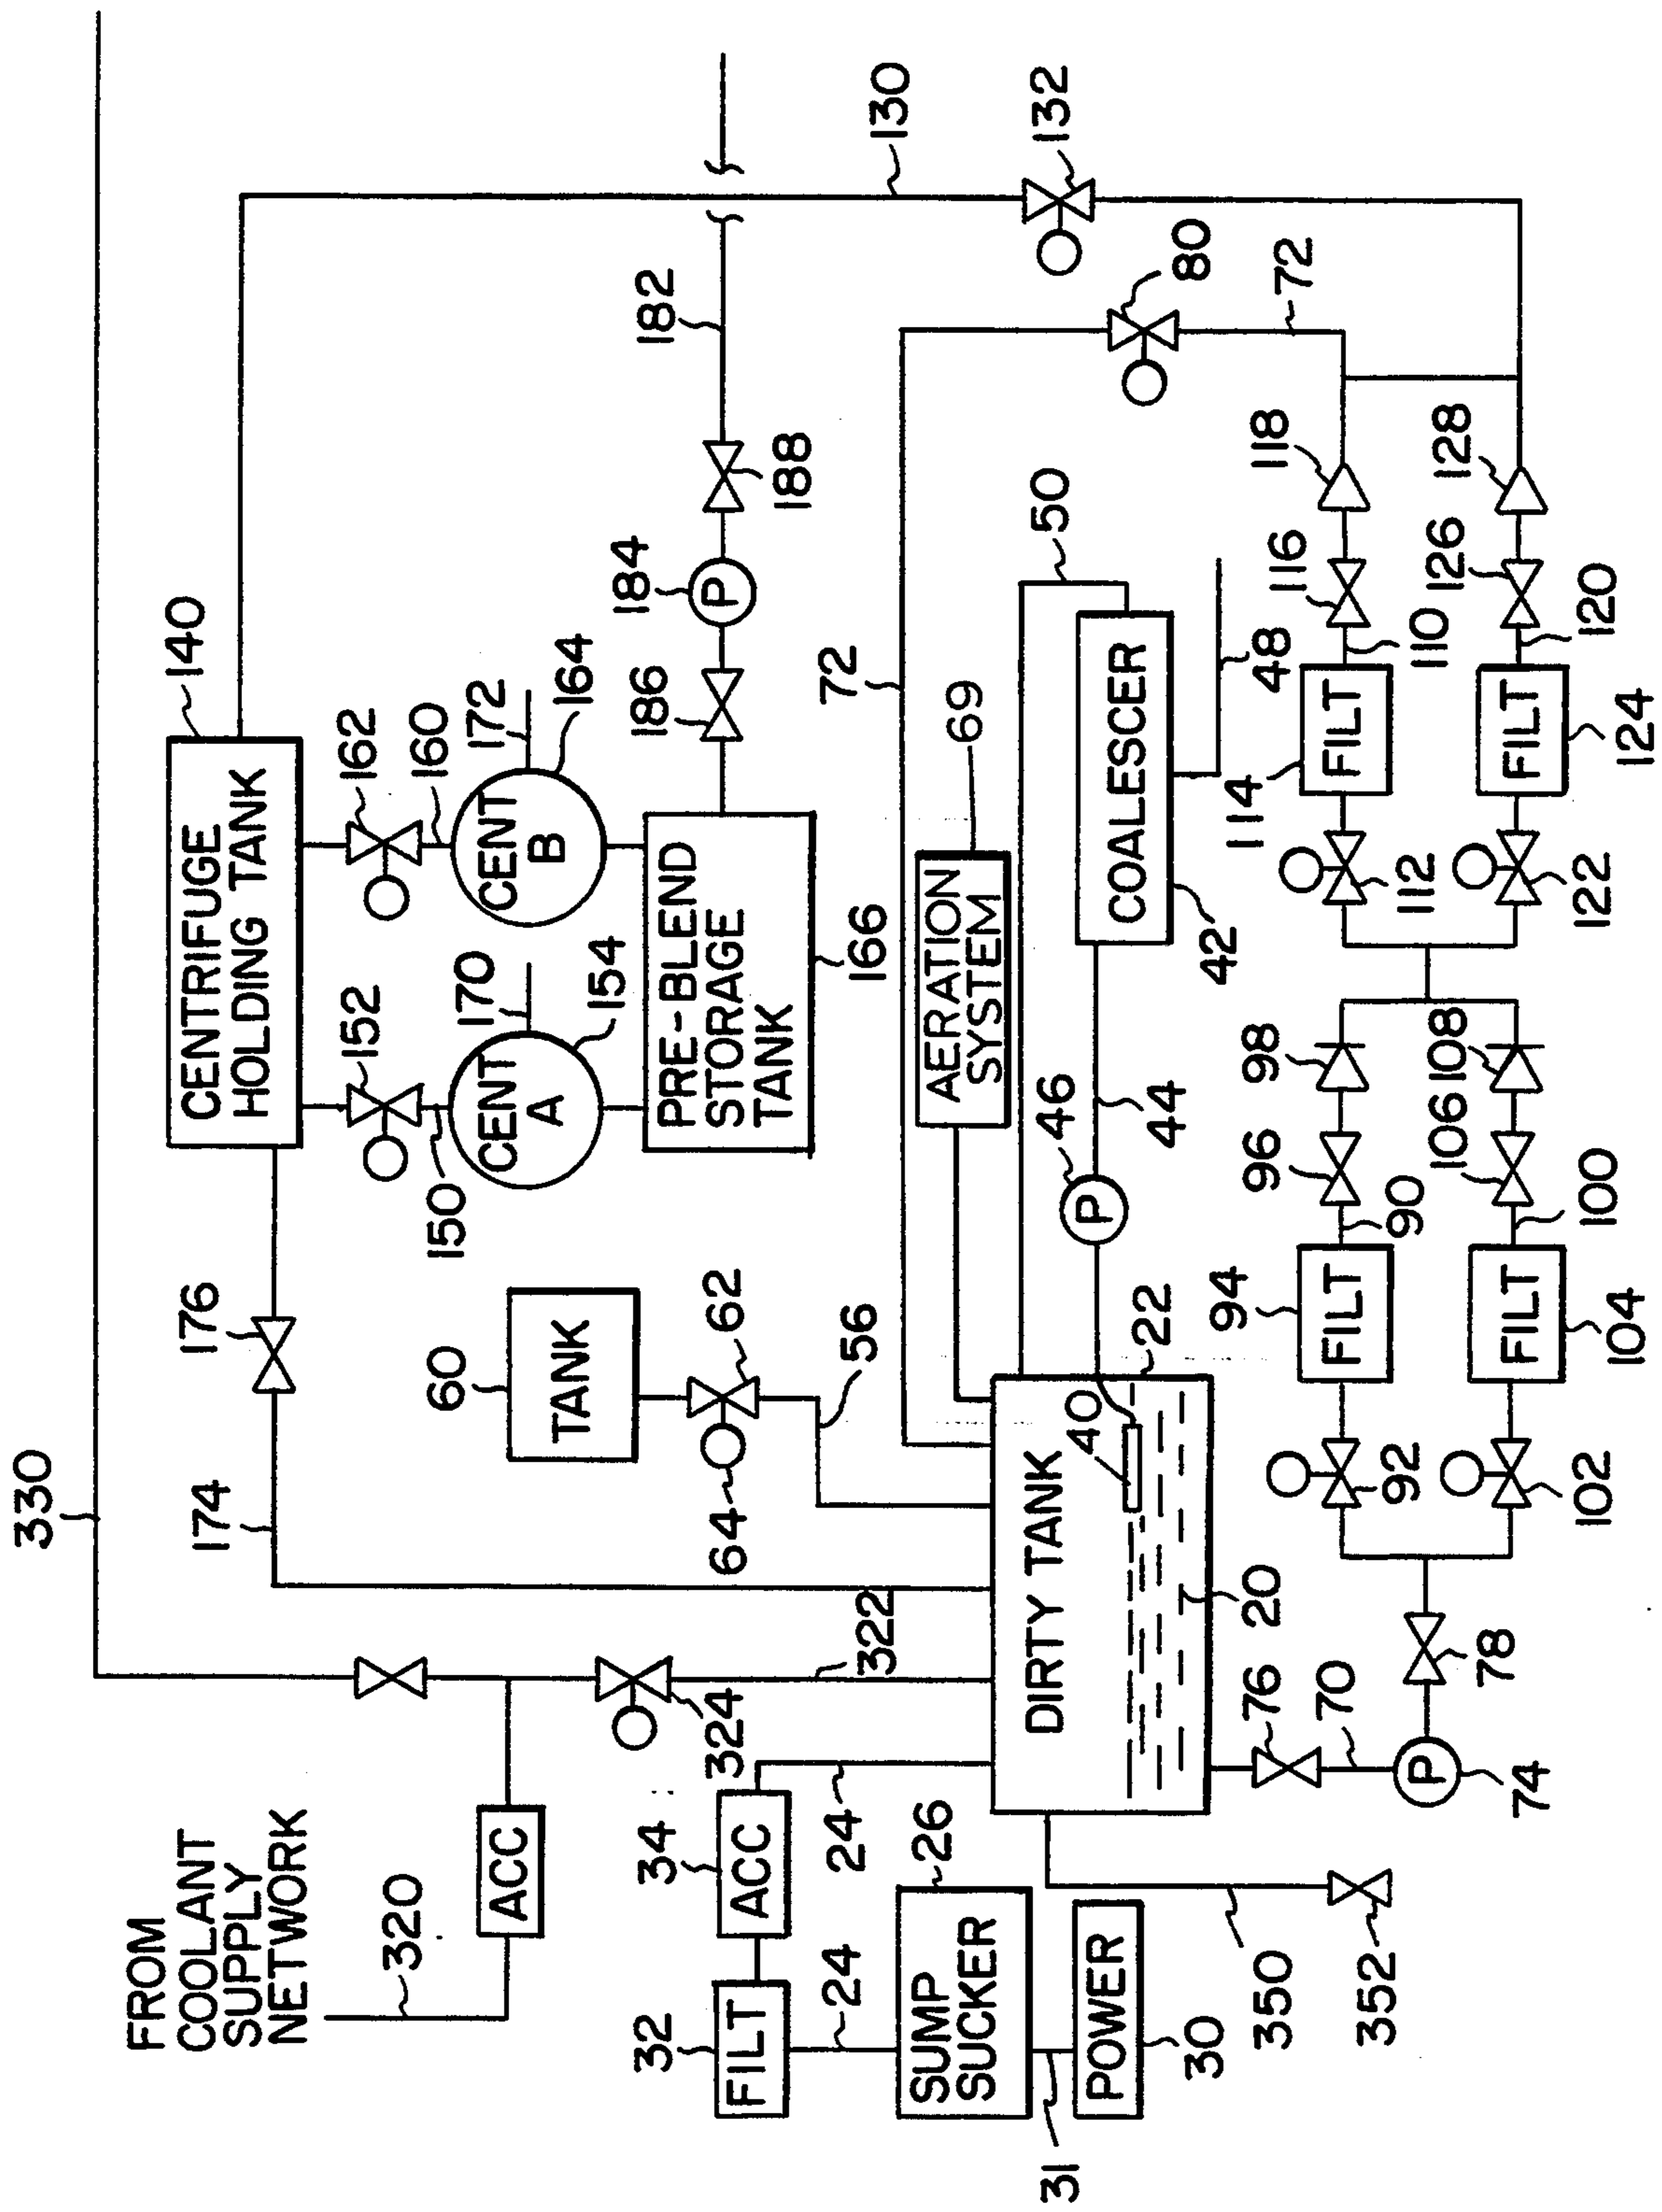 FROM
COOLANT
SUPPLY
NETWORK
320
ACC
330
174
176
CENTRIFUGE
HOLDING TANK
140
152
150
CENT
A
170
154
162
160
CENT
B
172
164
PRE-BLEND
STORAGE
TANK
166
186
184
P
188
182
130
132
80
72
60
TANK
62
64
56
322
324
32
FILT
24
34
ACC
24
SUMP
SUCKER
26
31
POWER
30
350
352
DIRTY TANK
40
22
20
AERATION
SYSTEM
69
72
50
COALESCER
42
48
46
P
44
76
70
P
74
78
92
94
FILT
90
96
98
102
104
FILT
100
106
108
112
114
FILT
110
116
118
122
124
FILT
120
126
128